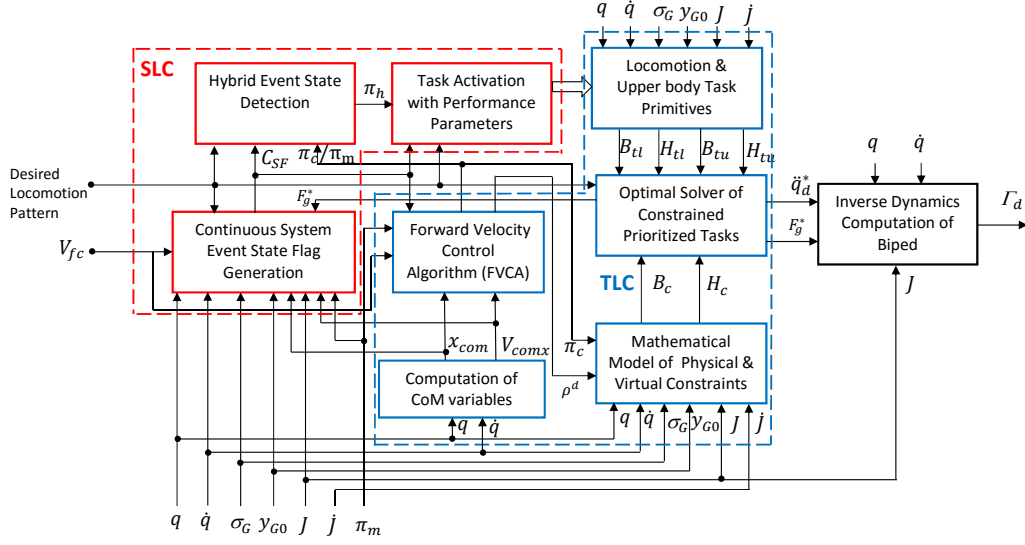 q q̇ σ_G y_G0 J j̇
SLC
Hybrid Event State
Detection
π_h
Task Activation
with Performance
Parameters
Locomotion &
Upper body Task
Primitives
C_SF
π_c/π_m
B_tl H_tl B_tu H_tu
q q̇
Desired
Locomotion
Pattern
F_g^*
Optimal Solver of
Constrained
Prioritized Tasks
q̈_d^*
F_g^*
Inverse Dynamics
Computation of
Biped
Γ_d
V_fc
Continuous System
Event State Flag
Generation
Forward Velocity
Control
Algorithm (FVCA)
TLC
B_c H_c
J
x_com V_comx
π_c
Computation of
CoM variables
ρ^d
Mathematical
Model of Physical &
Virtual Constraints
q q̇
q q̇ σ_G y_G0 J j̇
q q̇ σ_G y_G0 J j̇ π_m